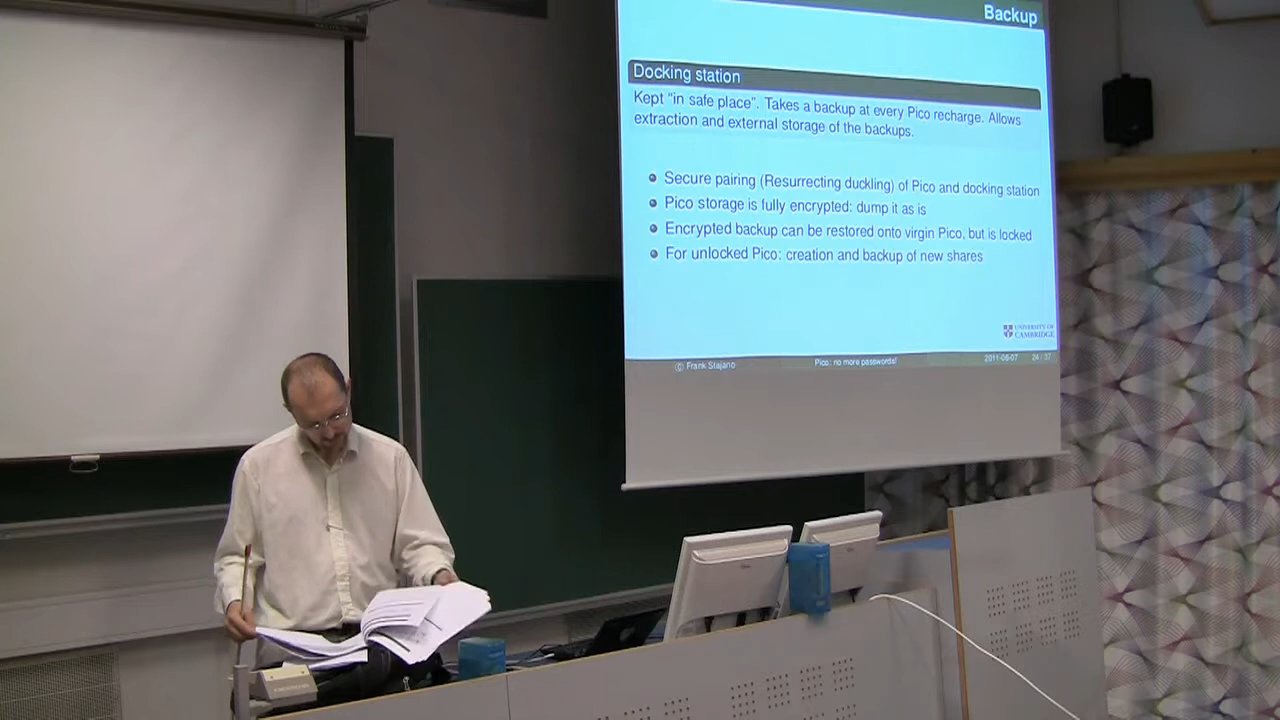 Backup
Docking station
Kept "in safe place". Takes a backup at every Pico recharge. Allows
extraction and external storage of the backups.
Secure pairing (Resurrecting duckling) of Pico and docking station
Pico storage is fully encrypted: dump it as is
Encrypted backup can be restored onto virgin Pico, but is locked
For unlocked Pico: creation and backup of new shares
UNIVERSITY OF
CAMBRIDGE
© Frank Stajano Pico: no more passwords! 2011-06-07 24 / 37